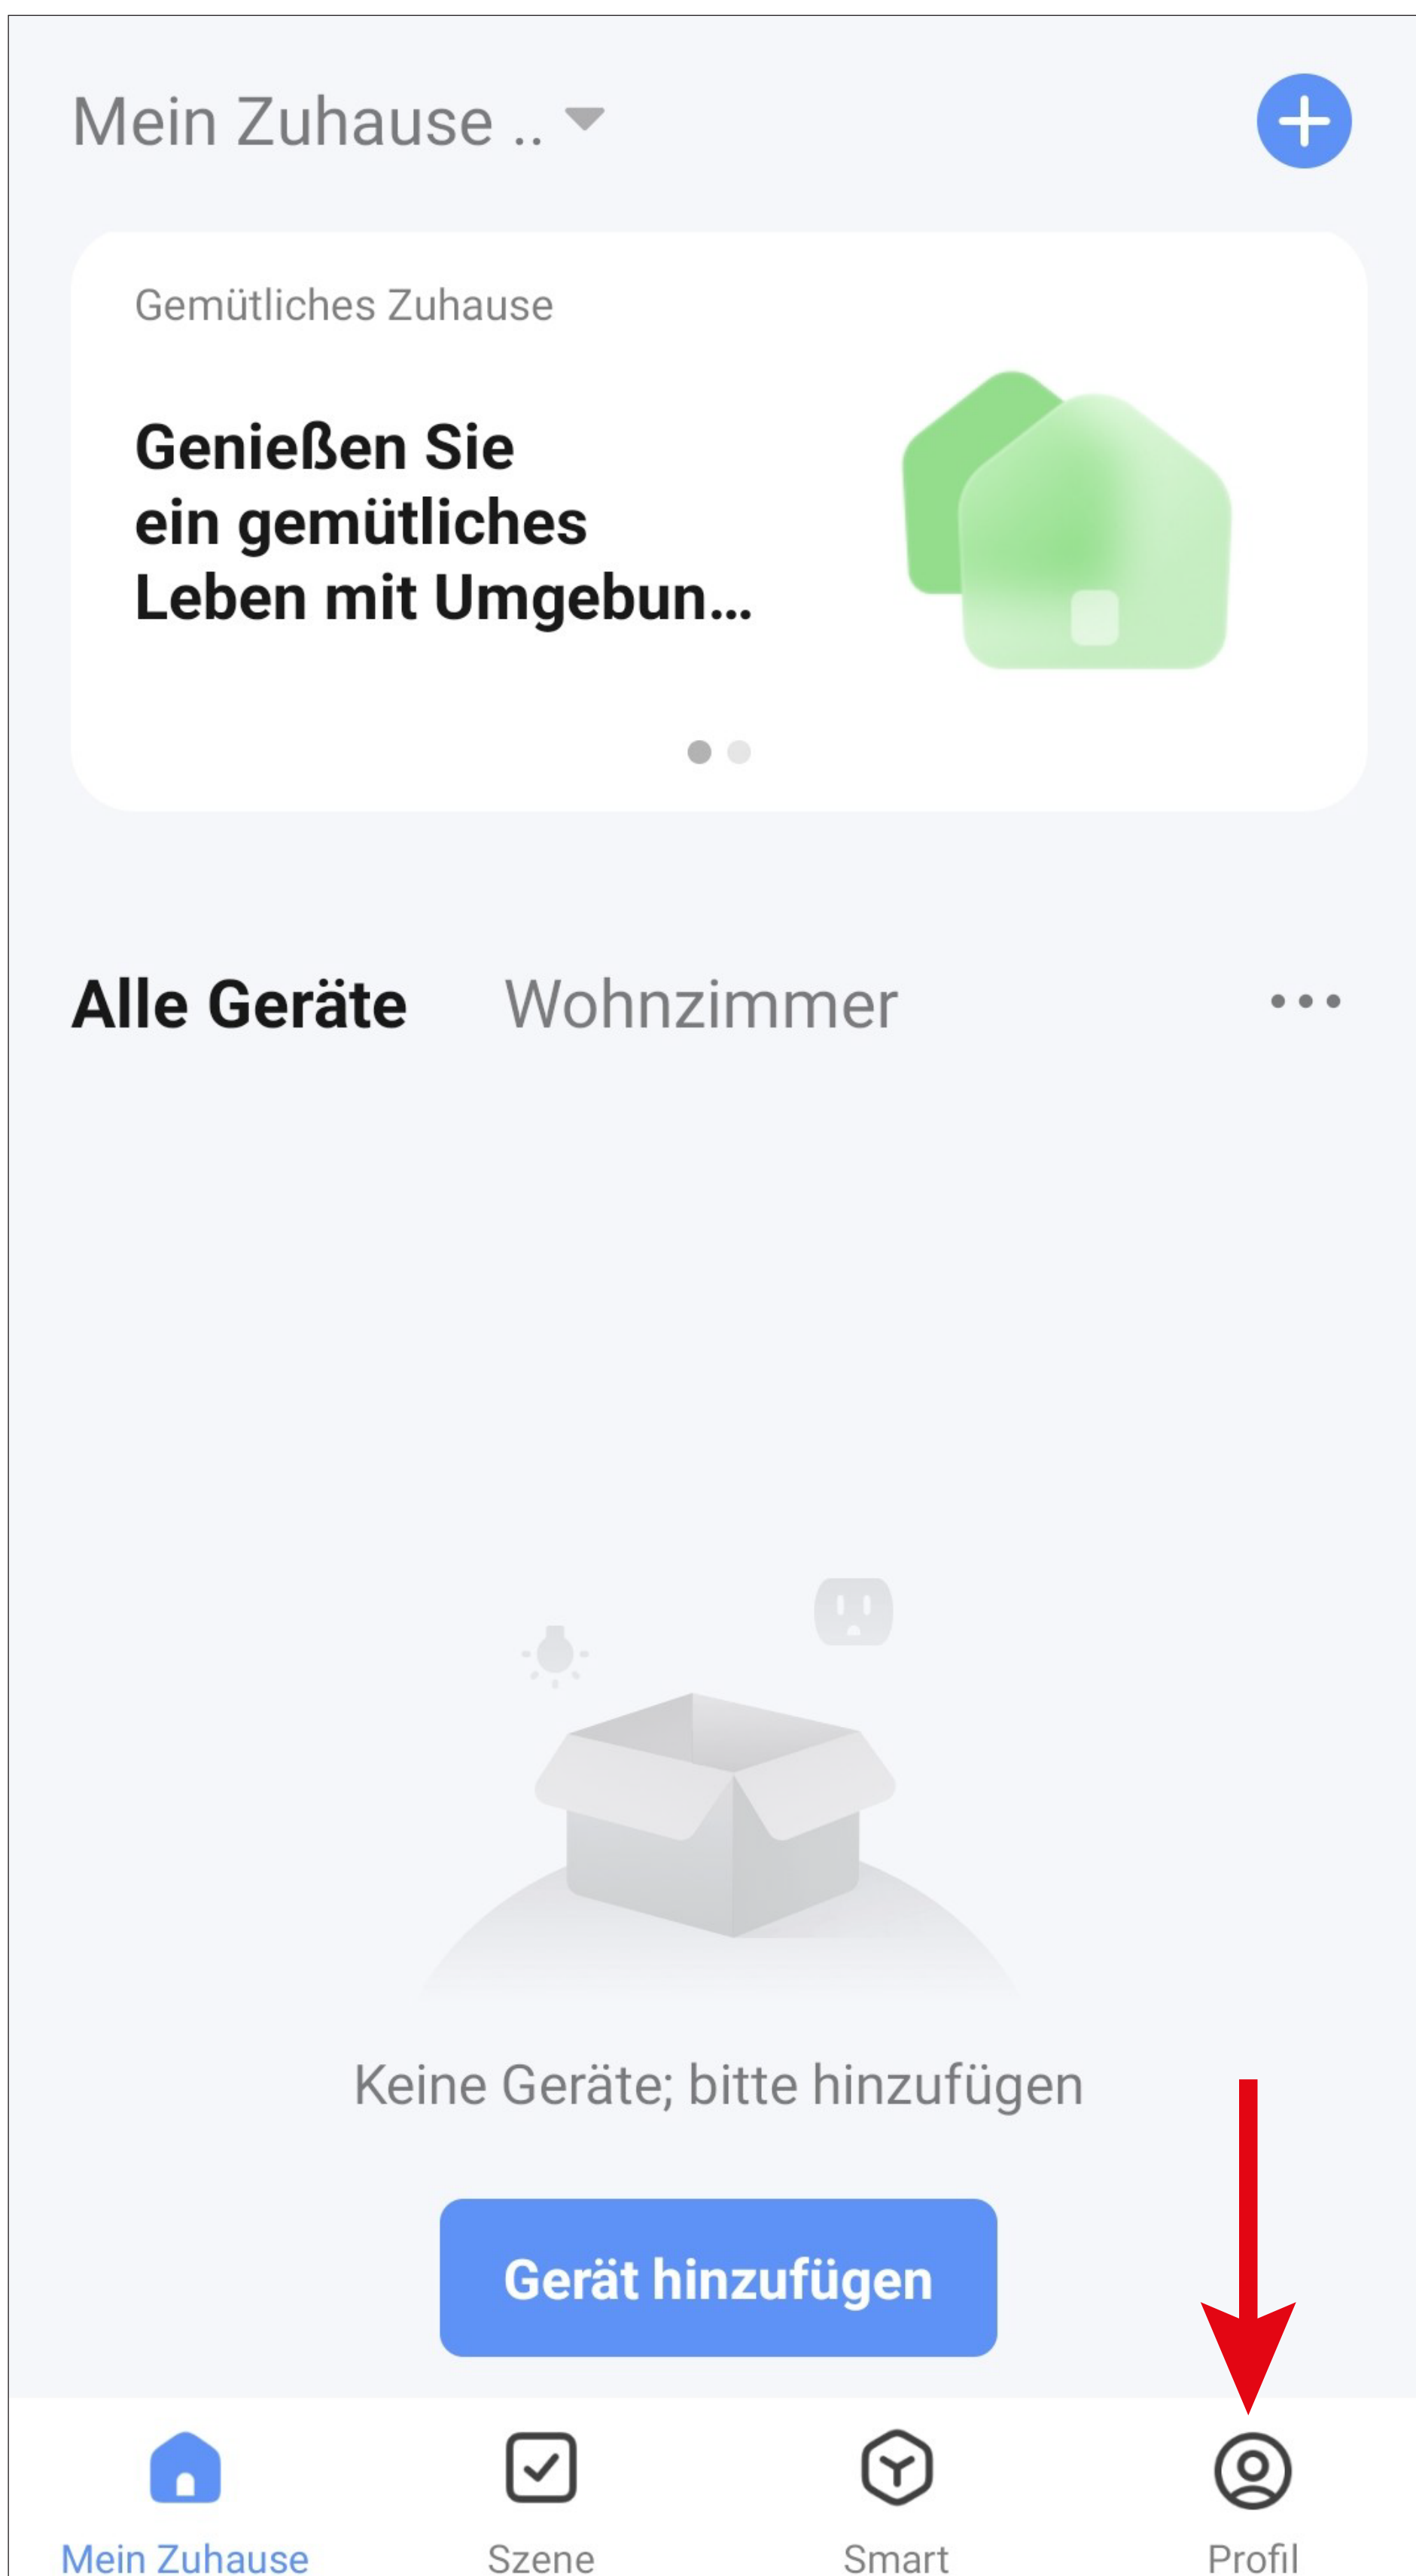 Mein Zuhause ..
Gemütliches Zuhause
Genießen Sie
ein gemütliches
Leben mit Umgebun...
Alle Geräte Wohnzimmer
Keine Geräte; bitte hinzufügen
Gerät hinzufügen
Mein Zuhause Szene Smart Profil